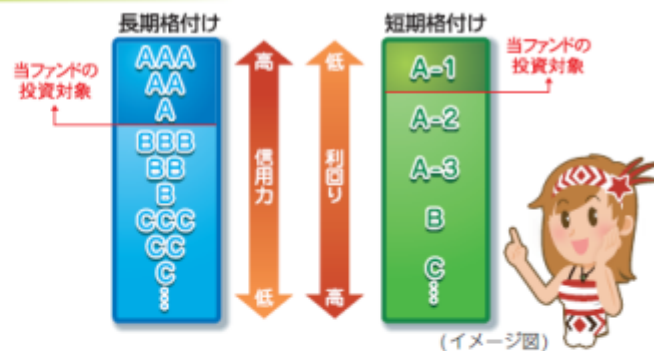 長期格付け
当ファンドの
投資対象
AAA
AA
A
BBB
BB
B
CCC
CC
C
高
信用力
低
低
利回り
高
短期格付け
A-1
A-2
A-3
B
C
当ファンドの
投資対象
(イメージ図)